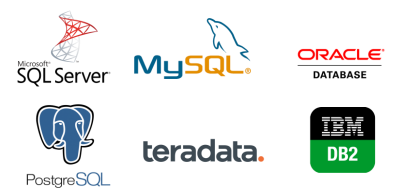 Microsoft®
SQL Server®
MySQL®
ORACLE®
DATABASE
PostgreSQL
teradata.
IBM
DB2